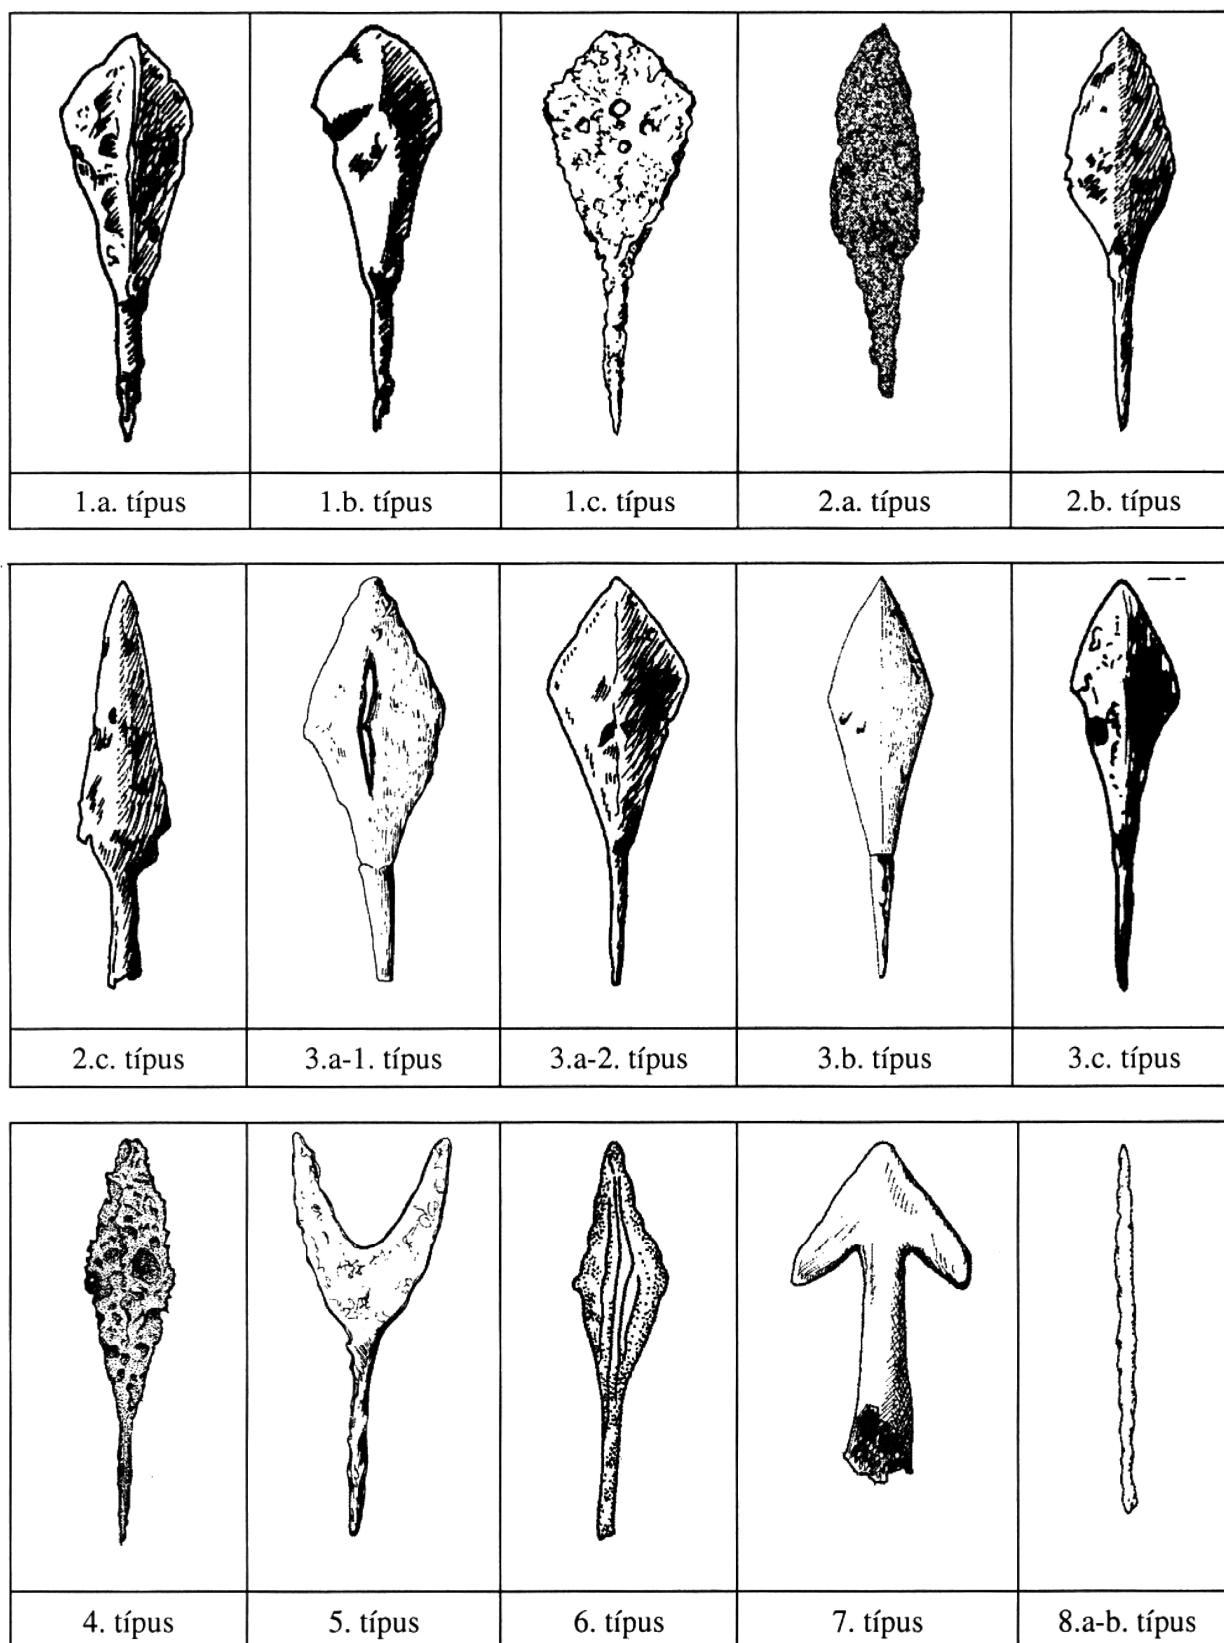 1.a. típus
1.b. típus
1.c. típus
2.a. típus
2.b. típus
2.c. típus
3.a-1. típus
3.a-2. típus
3.b. típus
3.c. típus
4. típus
5. típus
6. típus
7. típus
8.a-b. típus